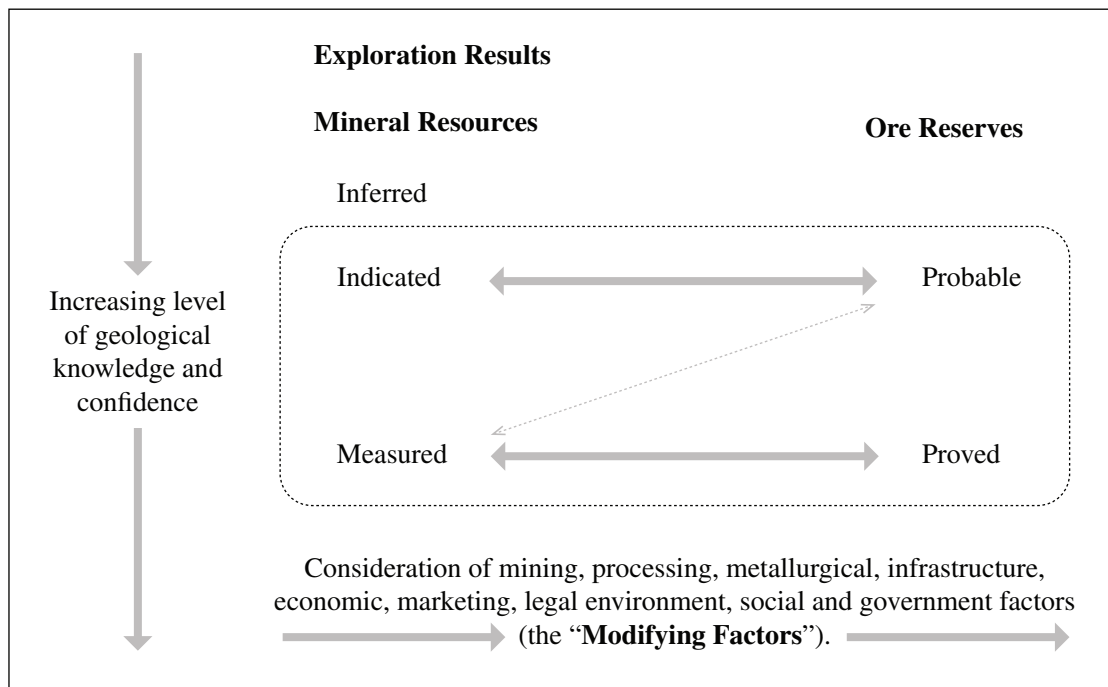 Exploration Results
Mineral Resources
Ore Reserves
Inferred
Indicated
Probable
Increasing level
of geological
knowledge and
confidence
Measured
Proved
Consideration of mining, processing, metallurgical, infrastructure,
economic, marketing, legal environment, social and government factors
(the “Modifying Factors”).